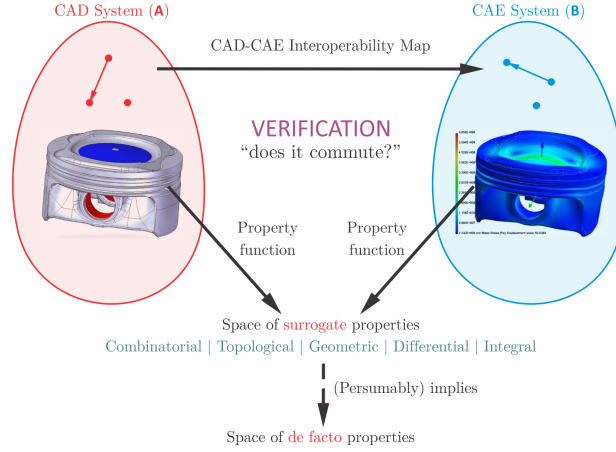 CAD System (A)
CAE System (B)
CAD-CAE Interoperability Map
VERIFICATION
“does it commute?”
Property
function
Property
function
Space of surrogate properties
Combinatorial | Topological | Geometric | Differential | Integral
(Persumably) implies
Space of de facto properties